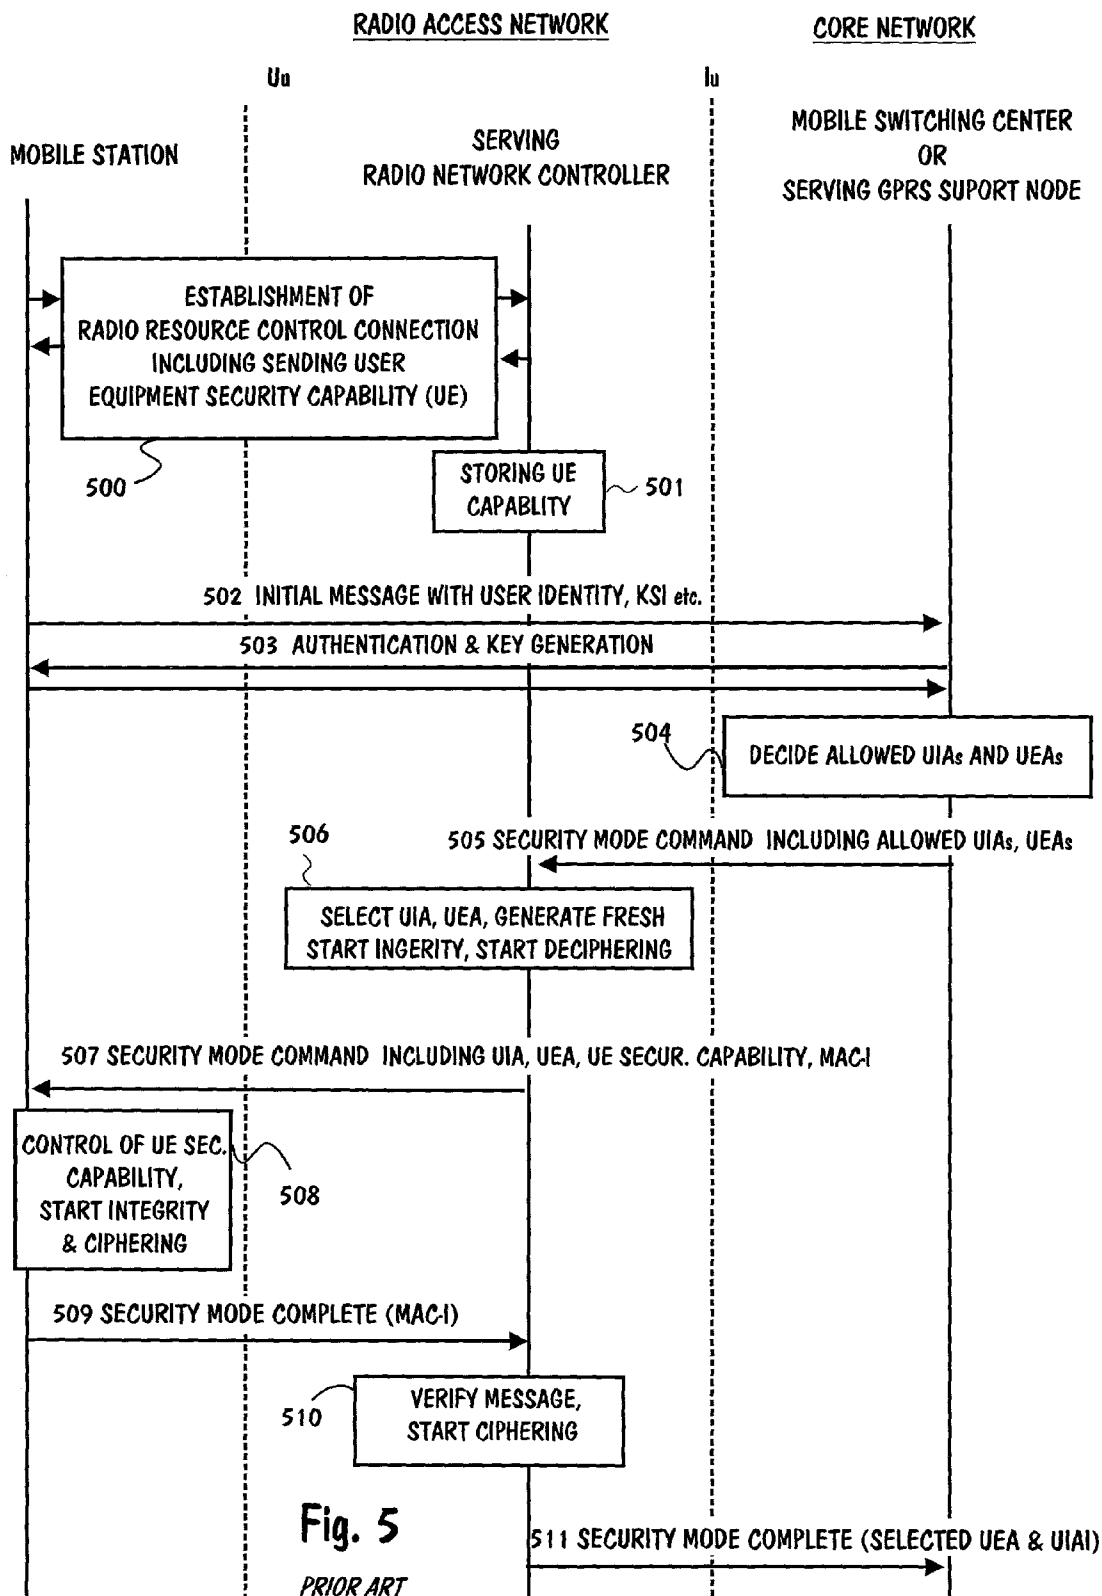 RADIO ACCESS NETWORK
CORE NETWORK
Uu
Iu
MOBILE STATION
SERVING
RADIO NETWORK CONTROLLER
MOBILE SWITCHING CENTER
OR
SERVING GPRS SUPORT NODE
ESTABLISHMENT OF
RADIO RESOURCE CONTROL CONNECTION
INCLUDING SENDING USER
EQUIPMENT SECURITY CAPABILITY (UE)
500
STORING UE
CAPABLITY
501
502 INITIAL MESSAGE WITH USER IDENTITY, KSI etc.
503 AUTHENTICATION & KEY GENERATION
504
DECIDE ALLOWED UIAs AND UEAs
505 SECURITY MODE COMMAND INCLUDING ALLOWED UIAs, UEAs
506
SELECT UIA, UEA, GENERATE FRESH
START INGERITY, START DECIPHERING
507 SECURITY MODE COMMAND INCLUDING UIA, UEA, UE SECUR. CAPABILITY, MAC-I
CONTROL OF UE SEC.
CAPABILITY,
START INTEGRITY
& CIPHERING
508
509 SECURITY MODE COMPLETE (MAC-I)
510
VERIFY MESSAGE,
START CIPHERING
Fig. 5
PRIOR ART
511 SECURITY MODE COMPLETE (SELECTED UEA & UIAI)